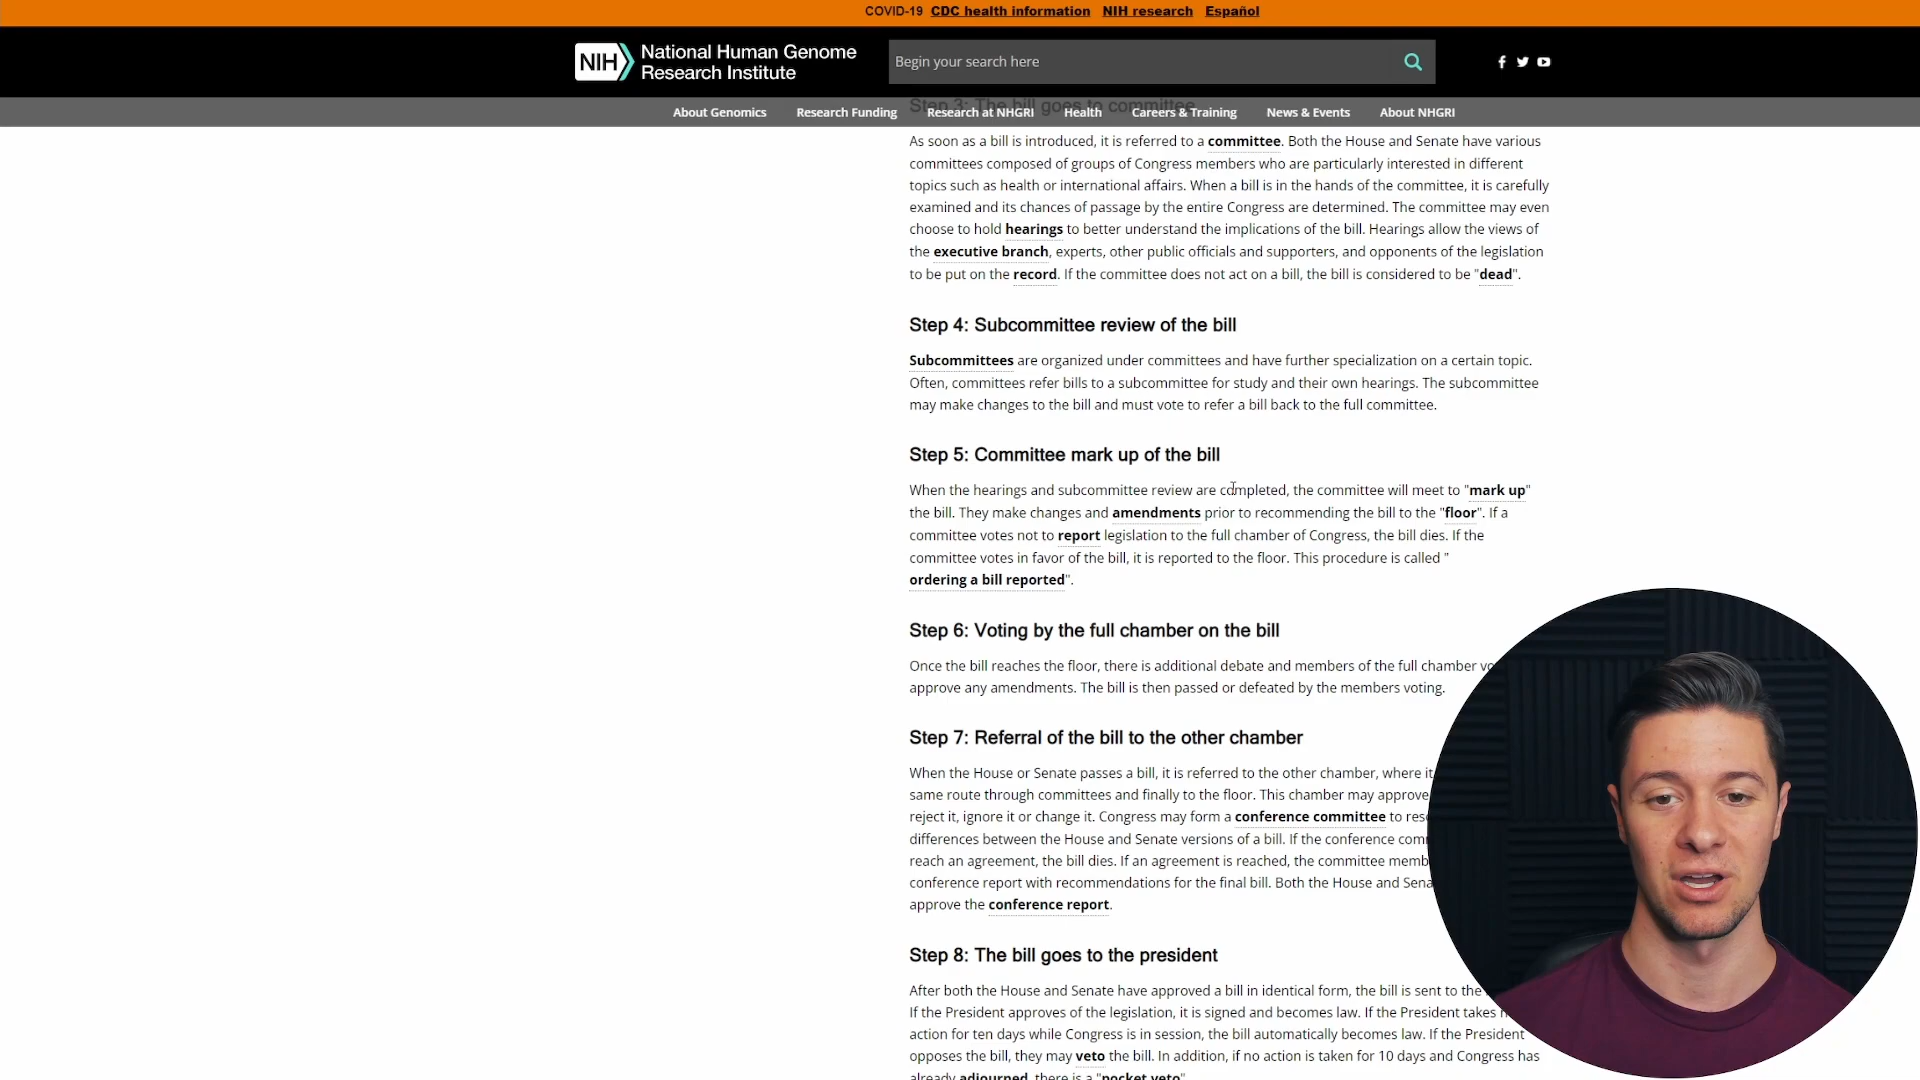 COVID-19 CDC health information NIH research Español
NIH National Human Genome
Research Institute
Begin your search here
Step 3: The bill goes to committee
About Genomics Research Funding Research at NHGRI Health Careers & Training News & Events About NHGRI
As soon as a bill is introduced, it is referred to a committee. Both the House and Senate have various
committees composed of groups of Congress members who are particularly interested in different
topics such as health or international affairs. When a bill is in the hands of the committee, it is carefully
examined and its chances of passage by the entire Congress are determined. The committee may even
choose to hold hearings to better understand the implications of the bill. Hearings allow the views of
the executive branch, experts, other public officials and supporters, and opponents of the legislation
to be put on the record. If the committee does not act on a bill, the bill is considered to be "dead".
Step 4: Subcommittee review of the bill
Subcommittees are organized under committees and have further specialization on a certain topic.
Often, committees refer bills to a subcommittee for study and their own hearings. The subcommittee
may make changes to the bill and must vote to refer a bill back to the full committee.
Step 5: Committee mark up of the bill
When the hearings and subcommittee review are completed, the committee will meet to "mark up"
the bill. They make changes and amendments prior to recommending the bill to the "floor". If a
committee votes not to report legislation to the full chamber of Congress, the bill dies. If the
committee votes in favor of the bill, it is reported to the floor. This procedure is called "
ordering a bill reported".
Step 6: Voting by the full chamber on the bill
Once the bill reaches the floor, there is additional debate and members of the full chamber
approve any amendments. The bill is then passed or defeated by the members voting.
Step 7: Referral of the bill to the other chamber
When the House or Senate passes a bill, it is referred to the other chamber, where it
same route through committees and finally to the floor. This chamber may approve
reject it, ignore it or change it. Congress may form a conference committee to
differences between the House and Senate versions of a bill. If the conference
reach an agreement, the bill dies. If an agreement is reached, the committee
conference report with recommendations for the final bill. Both the House and
approve the conference report.
Step 8: The bill goes to the president
After both the House and Senate have approved a bill in identical form, the bill is sent to the
If the President approves of the legislation, it is signed and becomes law. If the President takes
action for ten days while Congress is in session, the bill automatically becomes law. If the President
opposes the bill, they may veto the bill. In addition, if no action is taken for 10 days and Congress has
already adjourned, there is a "pocket veto".